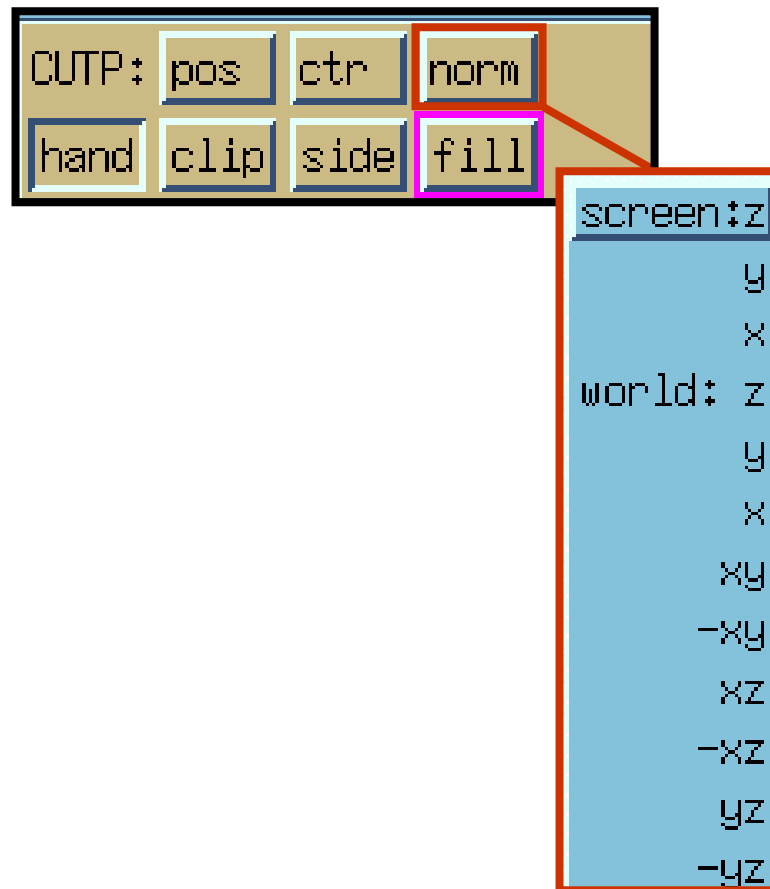 CUTP: pos ctr norm
hand clip side fill
screen:z
y
x
world: z
y
x
xy
-xy
xz
-xz
yz
-yz